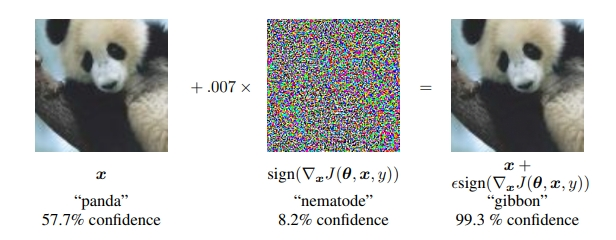 + .007 ×
=
x
“panda”
57.7% confidence
sign(∇ₓJ(θ, x, y))
“nematode”
8.2% confidence
x +
ϵsign(∇ₓJ(θ, x, y))
“gibbon”
99.3 % confidence